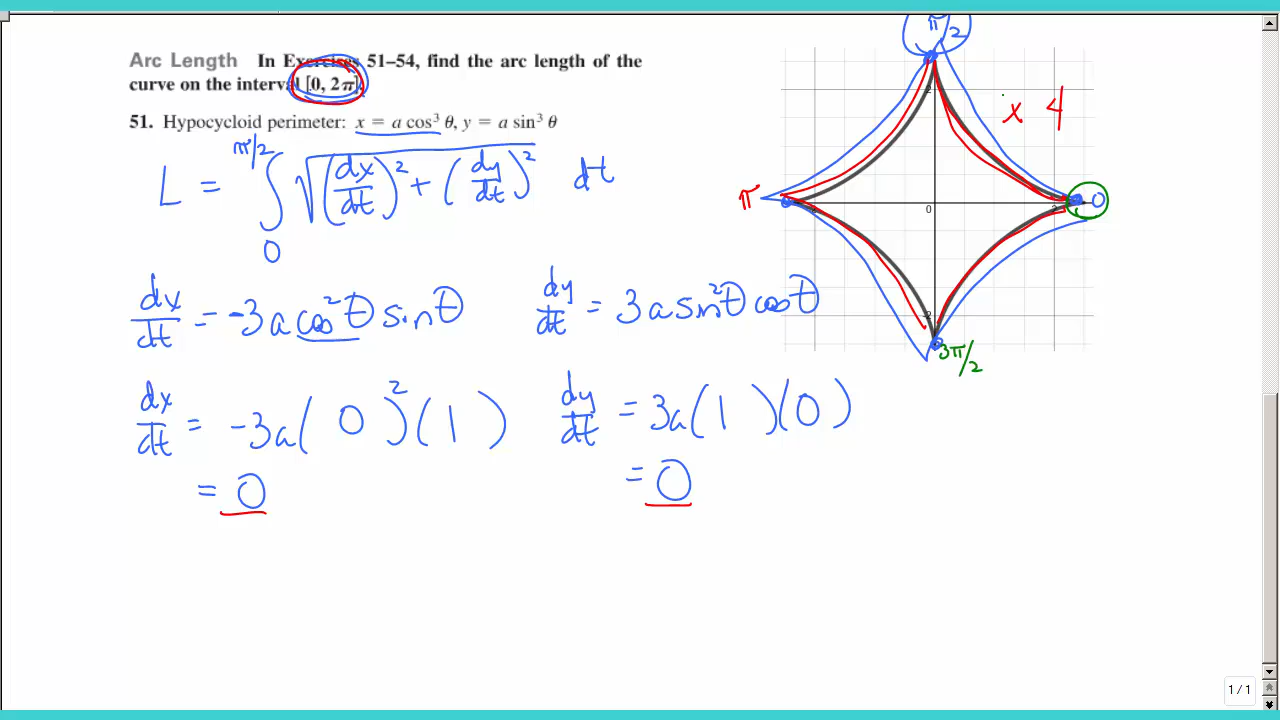 Arc Length In Exercises 51–54, find the arc length of the
curve on the interval [0, 2π].
51. Hypocycloid perimeter: x = a cos³ θ, y = a sin³ θ
L = ∫₀^(π/2) √((dx/dt)² + (dy/dt)²) dt
dx/dt = -3a cos²θ sinθ    dy/dt = 3a sin²θ cosθ
dx/dt = -3a( 0 )²( 1 )    dy/dt = 3a( 1 )( 0 )
= 0    = 0
π/2
x 4
π
0
0
3π/2
-2
1 / 1